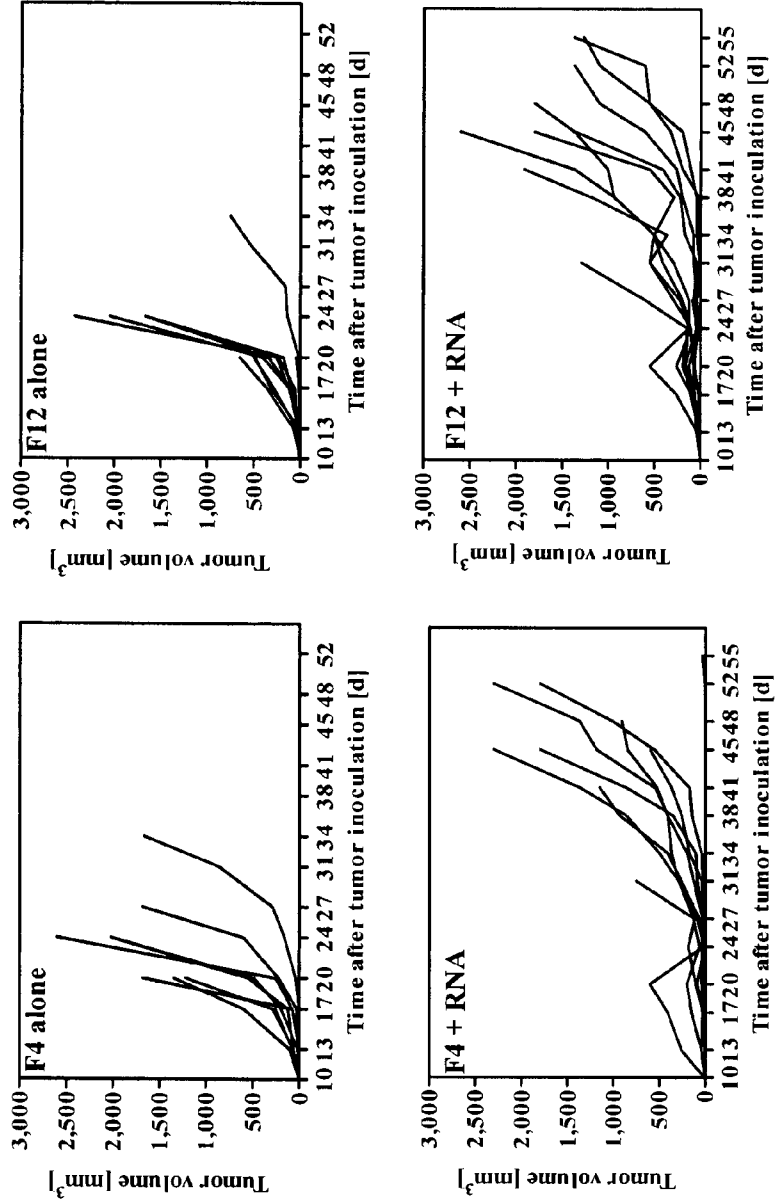 F4 alone
3,000
2,500
2,000
1,500
1,000
500
0
Tumor volume [mm³]
1013 1720 2427 3134 3841 4548 52
Time after tumor inoculation [d]
F12 alone
3,000
2,500
2,000
1,500
1,000
500
0
Tumor volume [mm³]
1013 1720 2427 3134 3841 4548 52
Time after tumor inoculation [d]
F4 + RNA
3,000
2,500
2,000
1,500
1,000
500
0
Tumor volume [mm³]
1013 1720 2427 3134 3841 4548 5255
Time after tumor inoculation [d]
F12 + RNA
3,000
2,500
2,000
1,500
1,000
500
0
Tumor volume [mm³]
1013 1720 2427 3134 3841 4548 5255
Time after tumor inoculation [d]